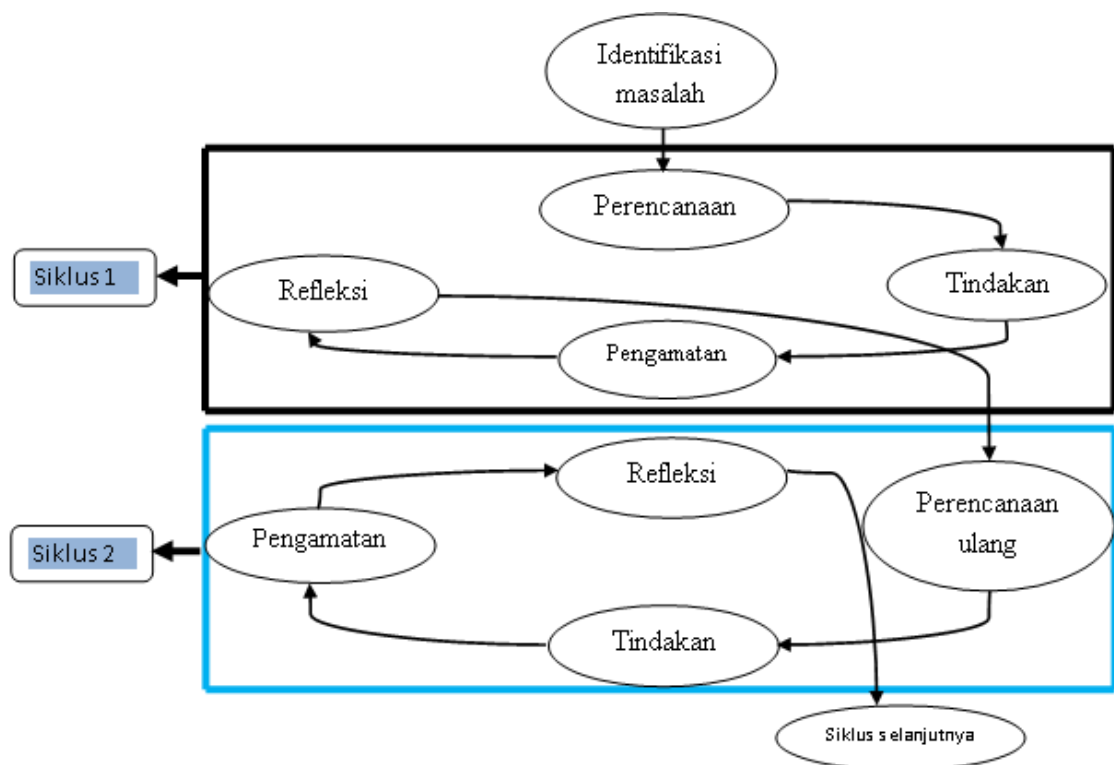 Identifikasi
masalah
Perencanaan
Siklus 1
Refleksi
Tindakan
Pengamatan
Refleksi
Perencanaan
ulang
Siklus 2
Pengamatan
Tindakan
Siklus selanjutnya